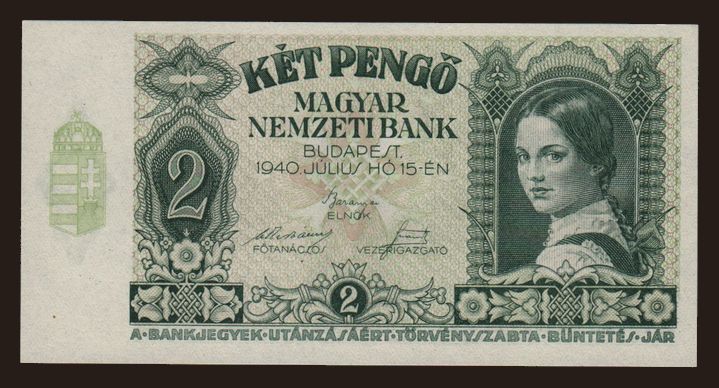 KÉT PENGŐ
MAGYAR
NEMZETI BANK
BUDAPEST,
1940. JÚLIUS HÓ 15-ÉN
2
Baranyai
ELNÖK
FŐTANÁCSOS
VEZÉRIGAZGATÓ
2
A·BANKJEGYEK·UTÁNZÁSÁÉRT·TÖRVÉNYSZABTA·BÜNTETÉS·JÁR